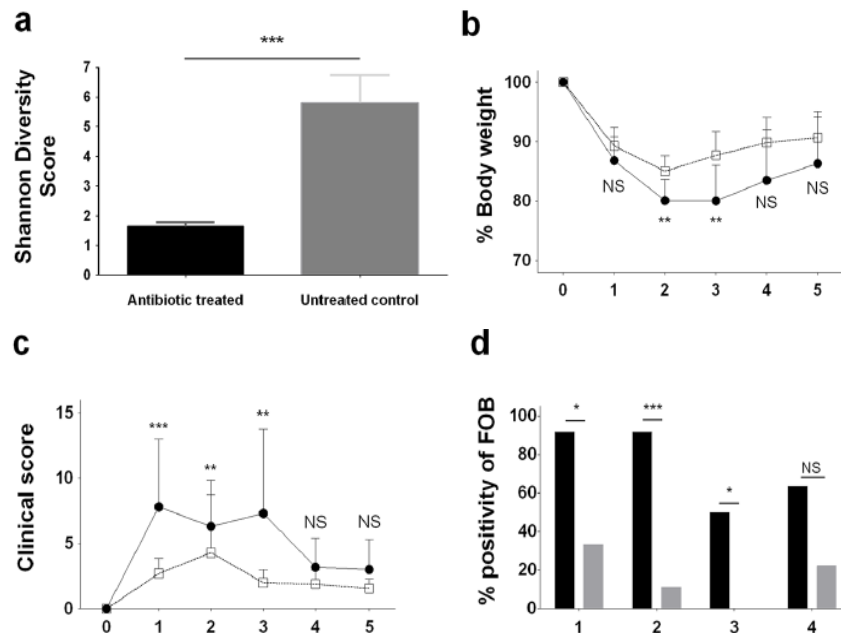 a
***
Shannon Diversity
Score
7
6
5
4
3
2
1
0
Antibiotic treated
Untreated control
b
% Body weight
100
90
80
70
NS
**
**
NS
NS
0 1 2 3 4 5
c
Clinical score
15
10
5
0
***
**
**
NS
NS
0 1 2 3 4 5
d
% positivity of FOB
100
80
60
40
20
0
*
***
*
NS
1 2 3 4